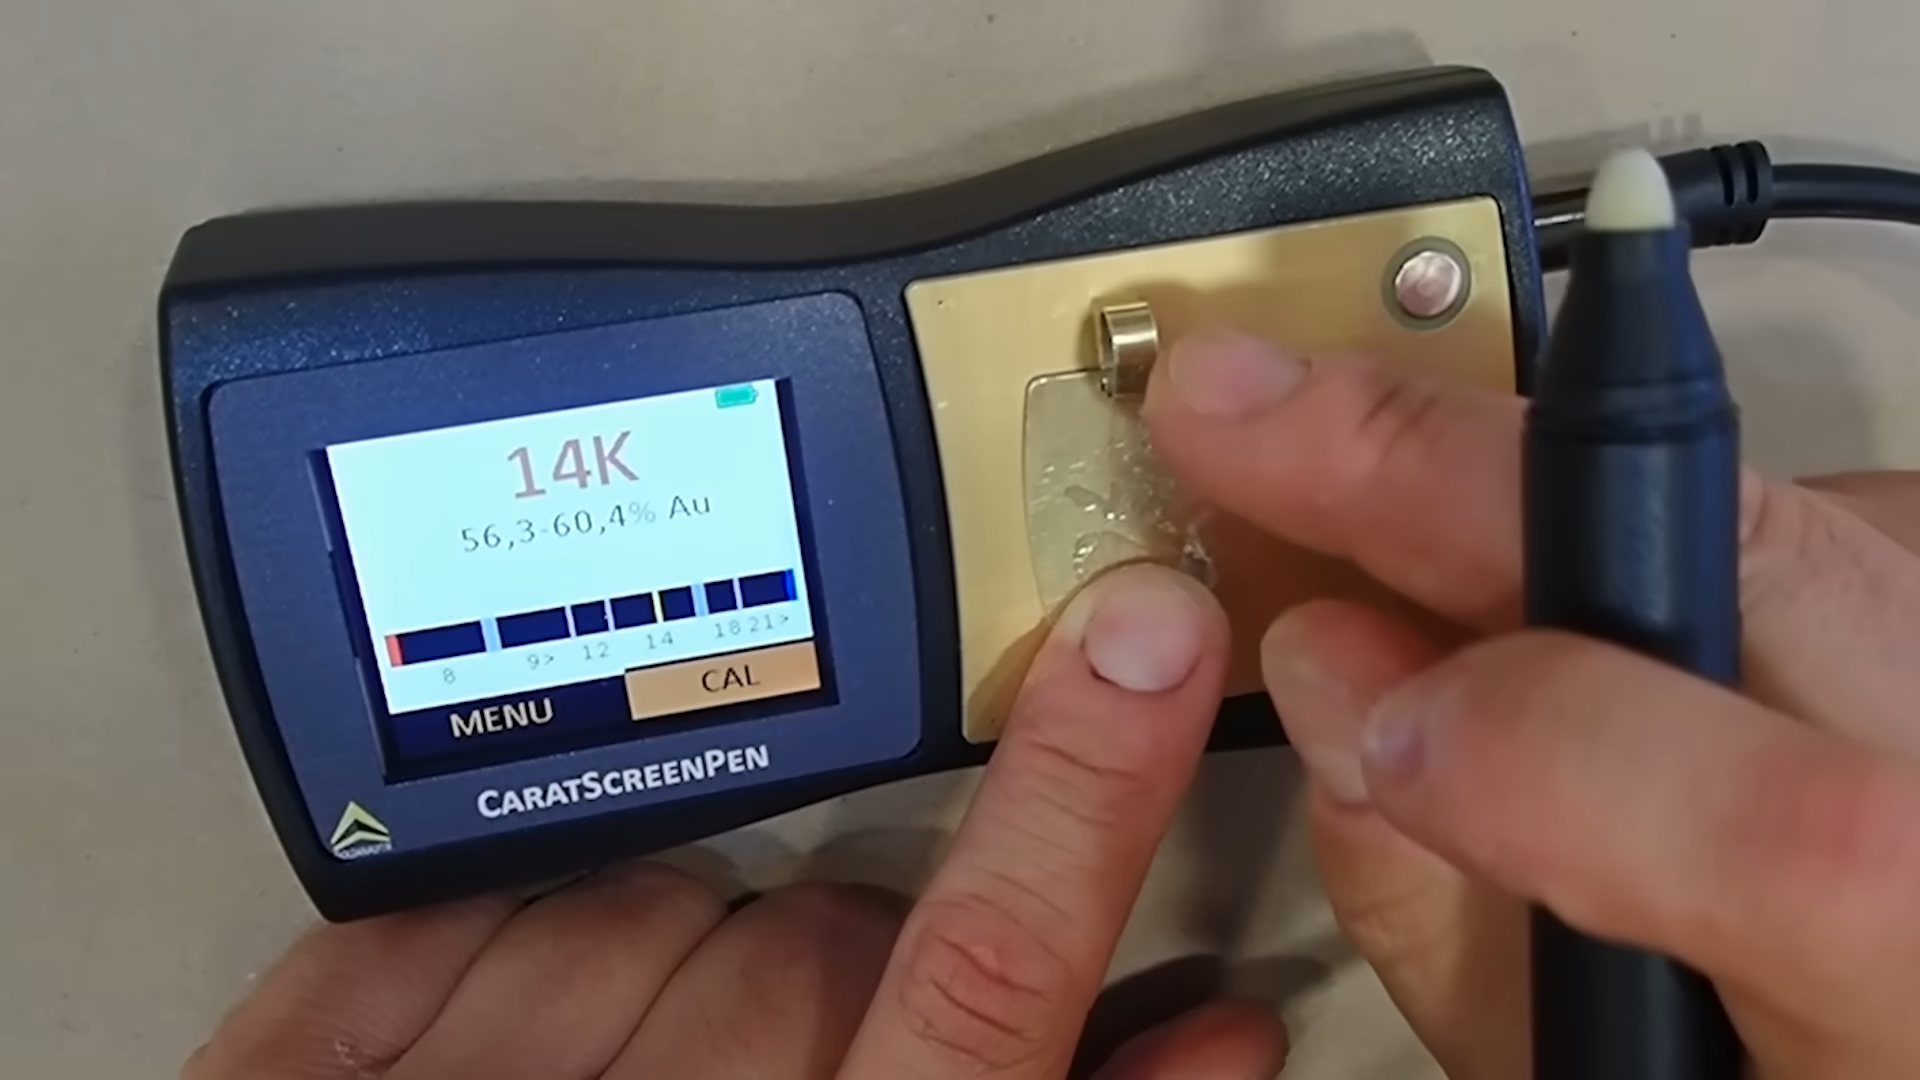 14K
56,3-60,4% Au
8 9> 12 14 18 21>
MENU CAL
CARATSCREENPEN